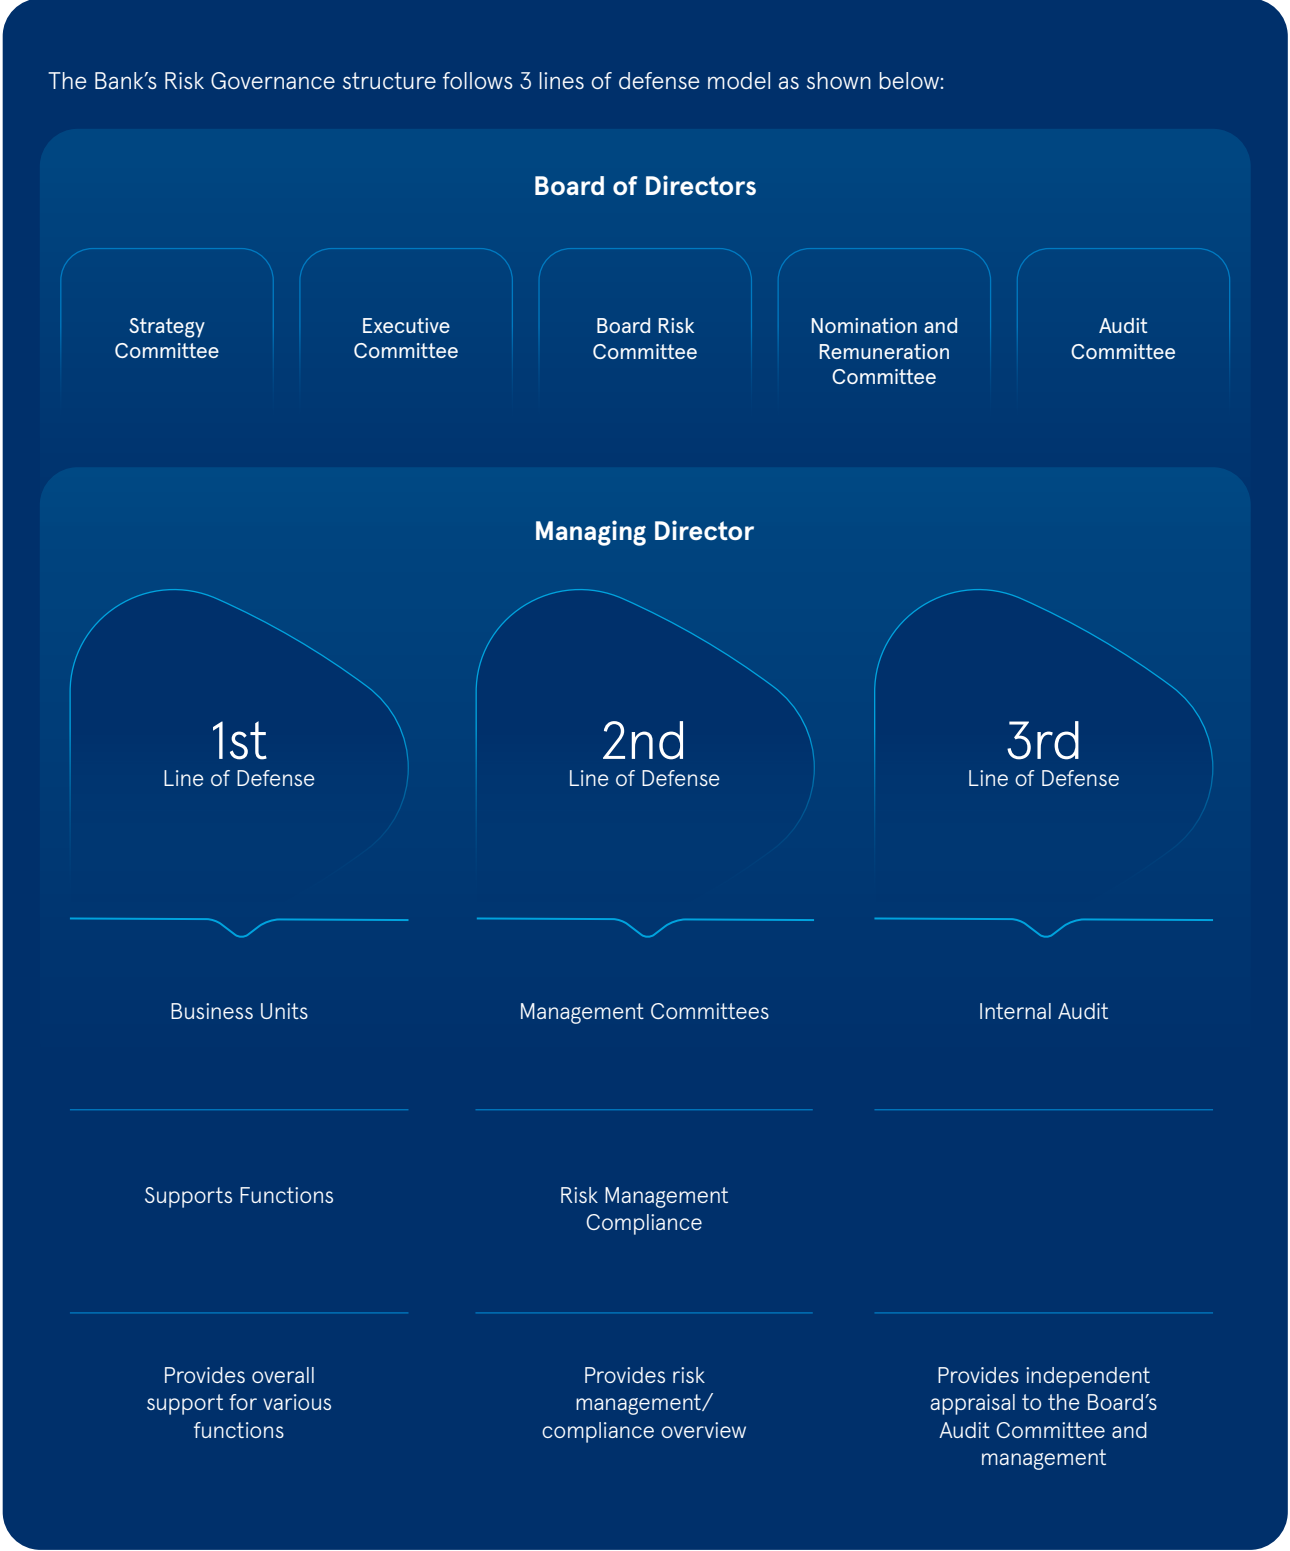 The Bank’s Risk Governance structure follows 3 lines of defense model as shown below:
Board of Directors
Strategy
Committee
Executive
Committee
Board Risk
Committee
Nomination and
Remuneration
Committee
Audit
Committee
Managing Director
1st
Line of Defense
2nd
Line of Defense
3rd
Line of Defense
Business Units
Management Committees
Internal Audit
Supports Functions
Risk Management
Compliance
Provides overall
support for various
functions
Provides risk
management/
compliance overview
Provides independent
appraisal to the Board’s
Audit Committee and
management